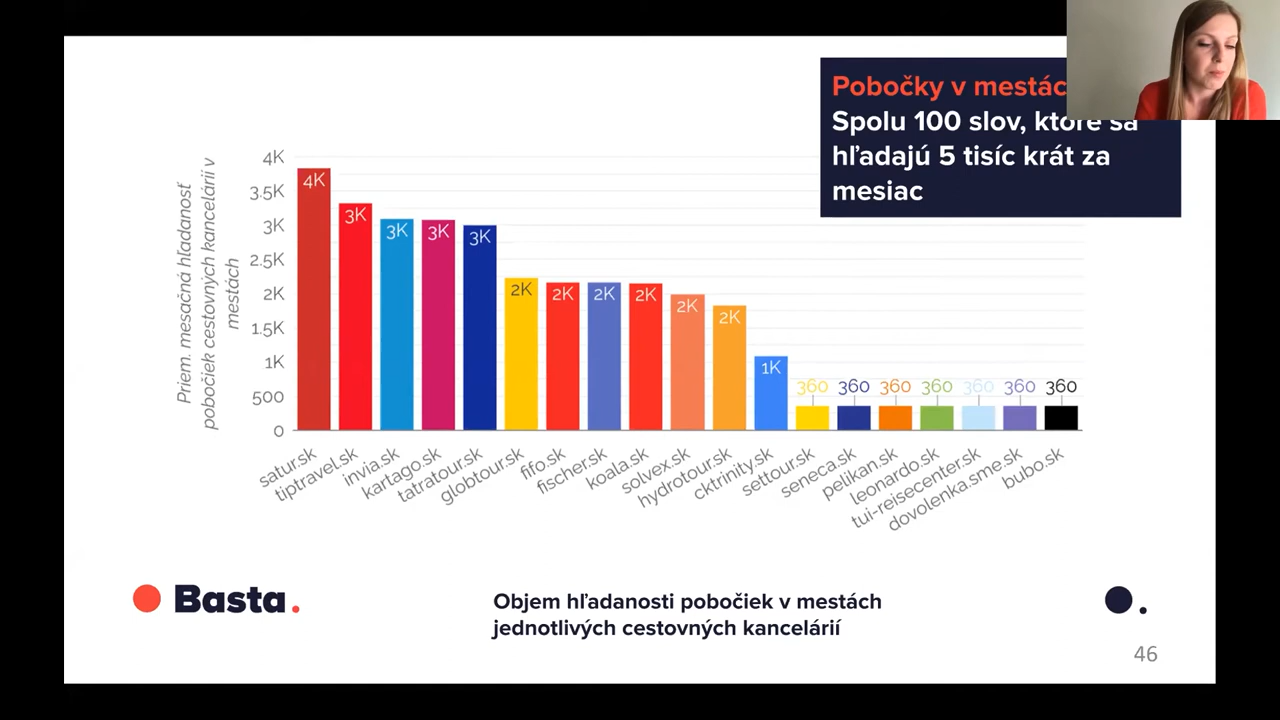 Pobočky v
Spolu 100 slov, ktoré sa
hľadajú 5 tisíc krát za
mesiac
Priem. mesačná hľadanosť
pobočiek cestovných kancelárií v
mestách
4K
3.5K
3K
2.5K
2K
1.5K
1K
500
0
4K
3K
3K
3K
3K
2K
2K
2K
2K
2K
2K
1K
360
360
360
360
360
360
360
satur.sk
tiptravel.sk
invia.sk
kartago.sk
tatratour.sk
globtour.sk
fifo.sk
fischer.sk
koala.sk
solvex.sk
hydrotour.sk
cktrinity.sk
settour.sk
seneca.sk
pelikan.sk
leonardo.sk
tui-reisecenter.sk
dovolenka.sme.sk
bubo.sk
Basta.
Objem hľadanosti pobočiek v mestách
jednotlivých cestovných kancelárií
46